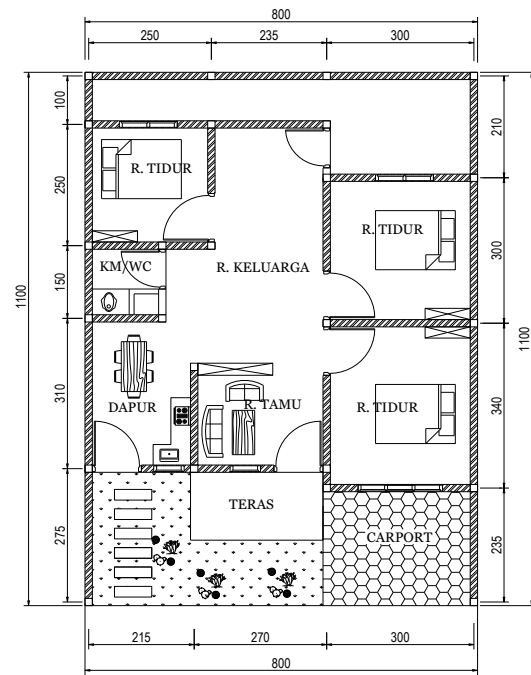 800
250 235 300
100
210
R. TIDUR
250
R. TIDUR
300
KM/WC
R. KELUARGA
150
1100
1100
310
340
DAPUR
R. TAMU
R. TIDUR
TERAS
CARPORT
275
235
215 270 300
800